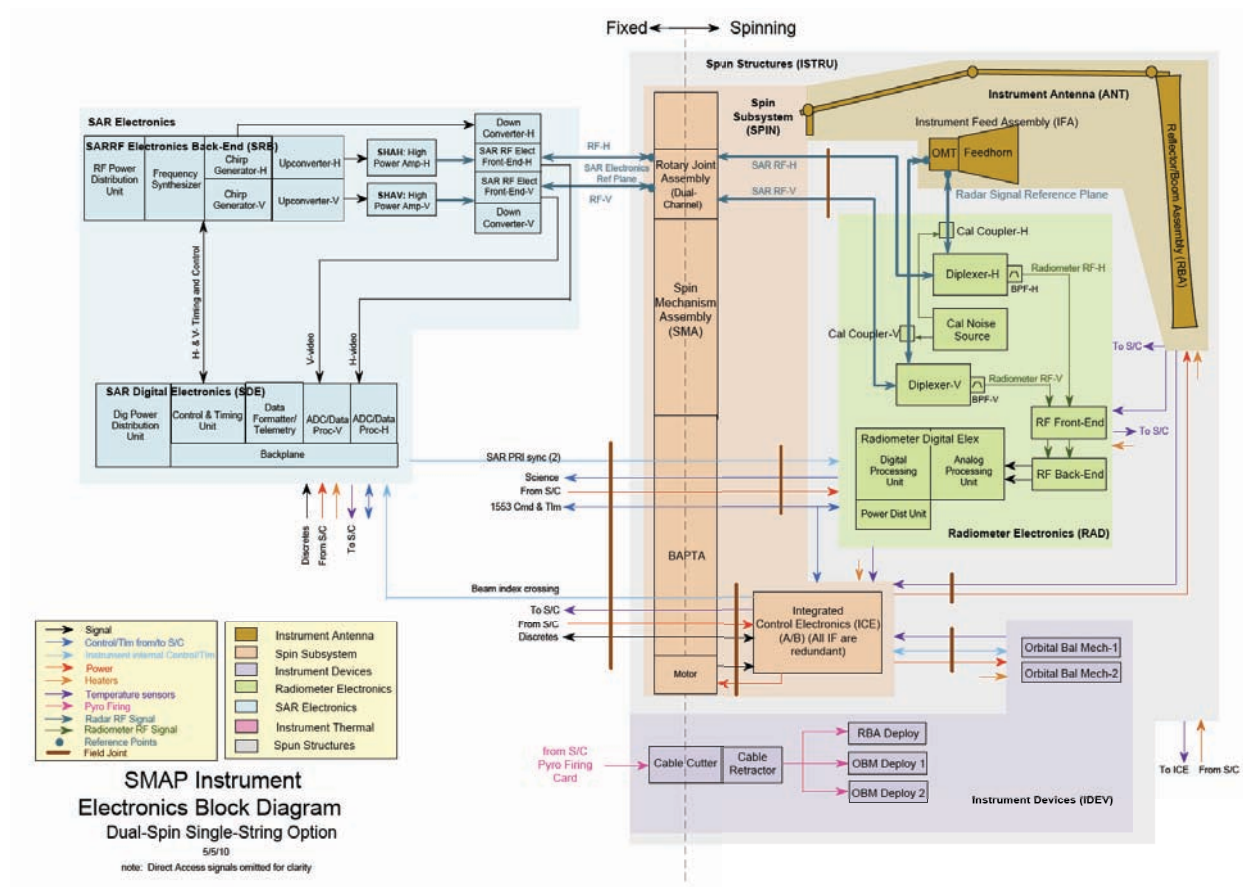 Fixed
Spinning
Spun Structures (ISTRU)
Spin
Subsystem
(SPIN)
Instrument Antenna (ANT)
Instrument Feed Assembly (IFA)
OMT
Feedhorn
Reflector/Boom Assembly (RBA)
Radar Signal Reference Plane
SAR Electronics
SARRF Electronics Back-End (SRB)
RF Power
Distribution
Unit
Frequency
Synthesizer
Chirp
Generator-H
Chirp
Generator-V
Upconverter-H
Upconverter-V
SHAH: High
Power Amp-H
SHAV: High
Power Amp-V
Down
Converter-H
SAR RF Elect
Front-End-H
SAR RF Elect
Front-End-V
Down
Converter-V
RF-H
SAR Electronics
Ref Plane
RF-V
Rotary Joint
Assembly
(Dual-
Channel)
SAR RF-H
SAR RF-V
Spin
Mechanism
Assembly
(SMA)
BAPTA
Motor
Cal Coupler-H
Diplexer-H
BPF-H
Radiometer RF-H
Cal Noise
Source
Cal Coupler-V
Diplexer-V
BPF-V
Radiometer RF-V
To S/C
RF Front-End
To S/C
RF Back-End
Radiometer Digital Elex
Digital
Processing
Unit
Analog
Processing
Unit
Power Dist Unit
Radiometer Electronics (RAD)
H- & V- Timing and Control
V-video
H-video
SAR Digital Electronics (SDE)
Dig Power
Distribution
Unit
Control & Timing
Unit
Data
Formatter/
Telemetry
ADC/Data
Proc-V
ADC/Data
Proc-H
Backplane
Discretes
From S/C
To S/C
SAR PRI sync (2)
Science
From S/C
1553 Cmd & Tlm
Beam index crossing
To S/C
From S/C
Discretes
Integrated
Control Electronics (ICE)
(A/B) (All IF are
redundant)
Orbital Bal Mech-1
Orbital Bal Mech-2
To ICE
From S/C
from S/C
Pyro Firing
Card
Cable Cutter
Cable
Retractor
RBA Deploy
OBM Deploy 1
OBM Deploy 2
Instrument Devices (IDEV)
Signal
Control/Tlm from/to S/C
Instrument internal Control/Tlm
Power
Heaters
Temperature sensors
Pyro Firing
Radar RF Signal
Radiometer RF Signal
Reference Points
Field Joint
Instrument Antenna
Spin Subsystem
Instrument Devices
Radiometer Electronics
SAR Electronics
Instrument Thermal
Spun Structures
SMAP Instrument
Electronics Block Diagram
Dual-Spin Single-String Option
5/5/10
note: Direct Access signals omitted for clarity